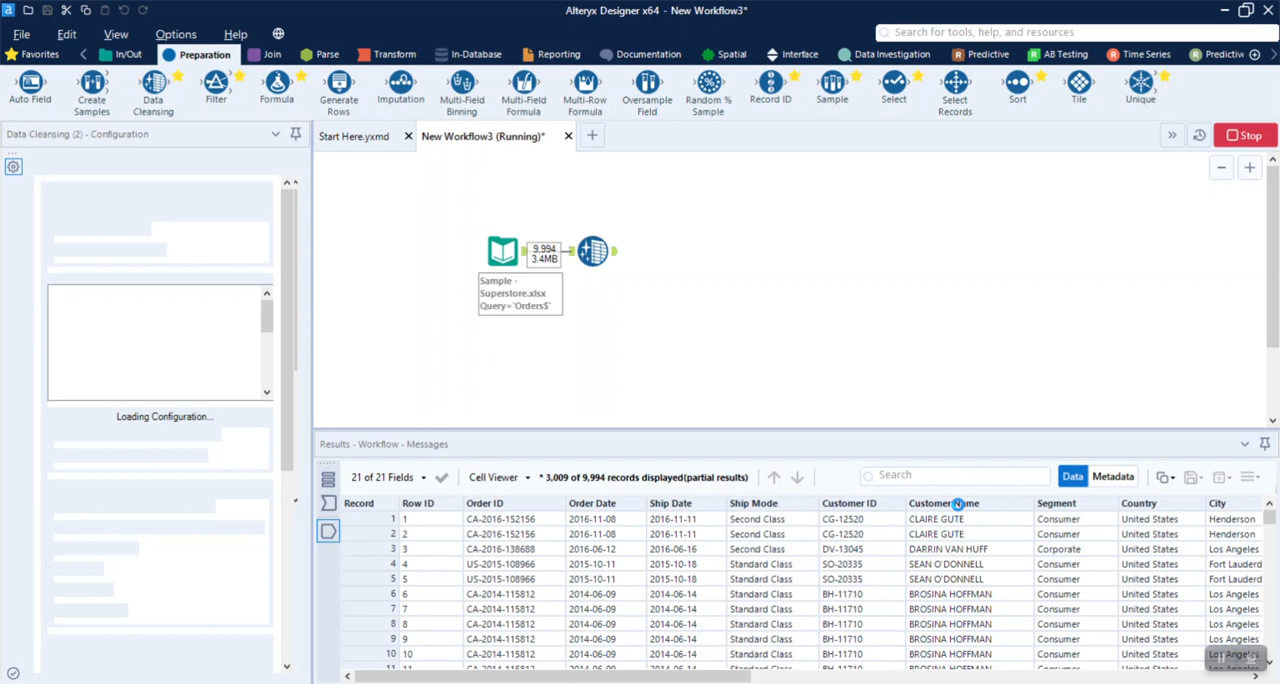 Alteryx Designer x64 - New Workflow3*
File Edit View Options Help
Search for tools, help, and resources
Favorites In/Out Preparation Join Parse Transform In-Database Reporting Documentation Spatial Interface Data Investigation Predictive AB Testing Time Series Predictiv
Auto Field Create Samples Data Cleansing Filter Formula Generate Rows Imputation Multi-Field Binning Multi-Field Formula Multi-Row Formula Oversample Field Random % Sample Record ID Sample Select Select Records Sort Tile Unique
Data Cleansing (2) - Configuration
Start Here.yxmd New Workflow3 (Running)* Stop
9,994
3.4MB
Sample -
Superstore.xlsx
Query=`Orders$`
Loading Configuration...
Results - Workflow - Messages
21 of 21 Fields Cell Viewer * 3,009 of 9,994 records displayed(partial results) Search Data Metadata
Record Row ID Order ID Order Date Ship Date Ship Mode Customer ID Customer Name Segment Country City
1 1 CA-2016-152156 2016-11-08 2016-11-11 Second Class CG-12520 CLAIRE GUTE Consumer United States Henderson
2 2 CA-2016-152156 2016-11-08 2016-11-11 Second Class CG-12520 CLAIRE GUTE Consumer United States Henderson
3 3 CA-2016-138688 2016-06-12 2016-06-16 Second Class DV-13045 DARRIN VAN HUFF Corporate United States Los Angeles
4 4 US-2015-108966 2015-10-11 2015-10-18 Standard Class SO-20335 SEAN O'DONNELL Consumer United States Fort Lauderd
5 5 US-2015-108966 2015-10-11 2015-10-18 Standard Class SO-20335 SEAN O'DONNELL Consumer United States Fort Lauderd
6 6 CA-2014-115812 2014-06-09 2014-06-14 Standard Class BH-11710 BROSINA HOFFMAN Consumer United States Los Angeles
7 7 CA-2014-115812 2014-06-09 2014-06-14 Standard Class BH-11710 BROSINA HOFFMAN Consumer United States Los Angeles
8 8 CA-2014-115812 2014-06-09 2014-06-14 Standard Class BH-11710 BROSINA HOFFMAN Consumer United States Los Angeles
9 9 CA-2014-115812 2014-06-09 2014-06-14 Standard Class BH-11710 BROSINA HOFFMAN Consumer United States Los Angeles
10 10 CA-2014-115812 2014-06-09 2014-06-14 Standard Class BH-11710 BROSINA HOFFMAN Consumer United States Los Angeles